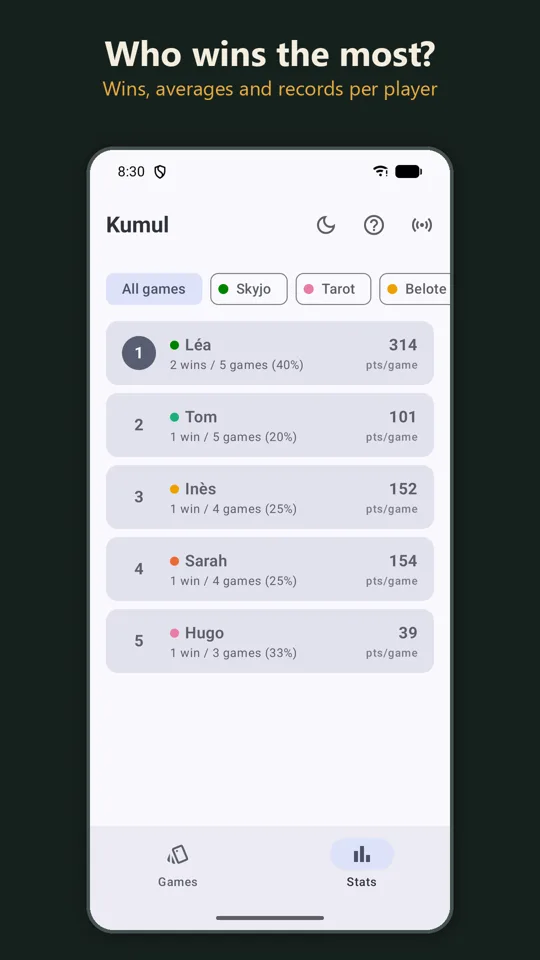 Who wins the most?
Wins, averages and records per player
8:30
Kumul
All games
Skyjo
Tarot
Belote
1
Léa
314
2 wins / 5 games (40%)
pts/game
2
Tom
101
1 win / 5 games (20%)
pts/game
3
Inès
152
1 win / 4 games (25%)
pts/game
4
Sarah
154
1 win / 4 games (25%)
pts/game
5
Hugo
39
1 win / 3 games (33%)
pts/game
Games
Stats